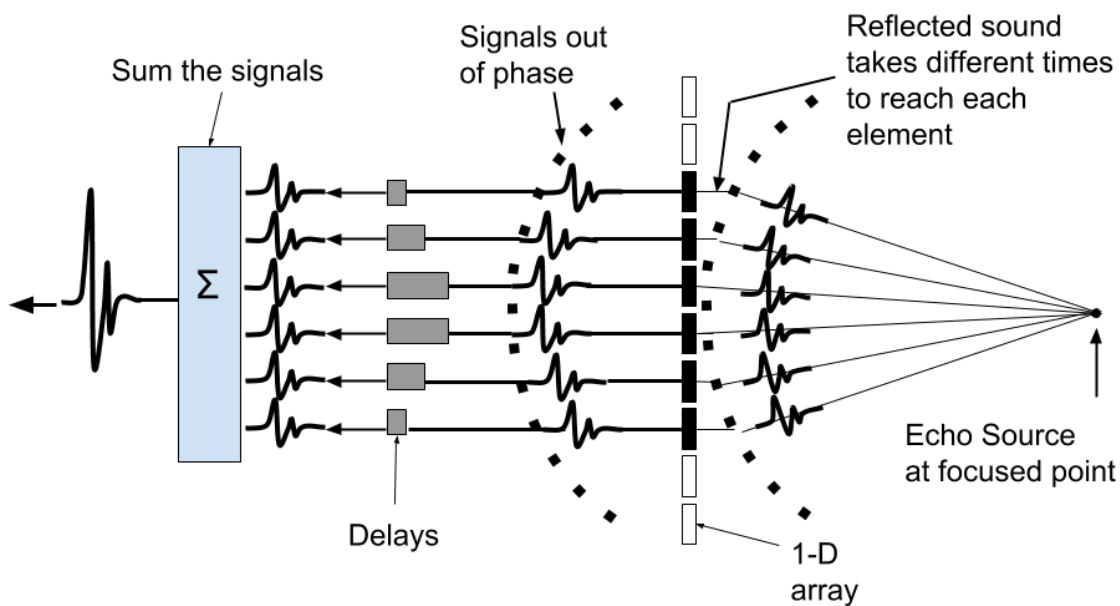 Sum the signals
Signals out
of phase
Reflected sound
takes different times
to reach each
element
Σ
Echo Source
at focused point
Delays
1-D
array